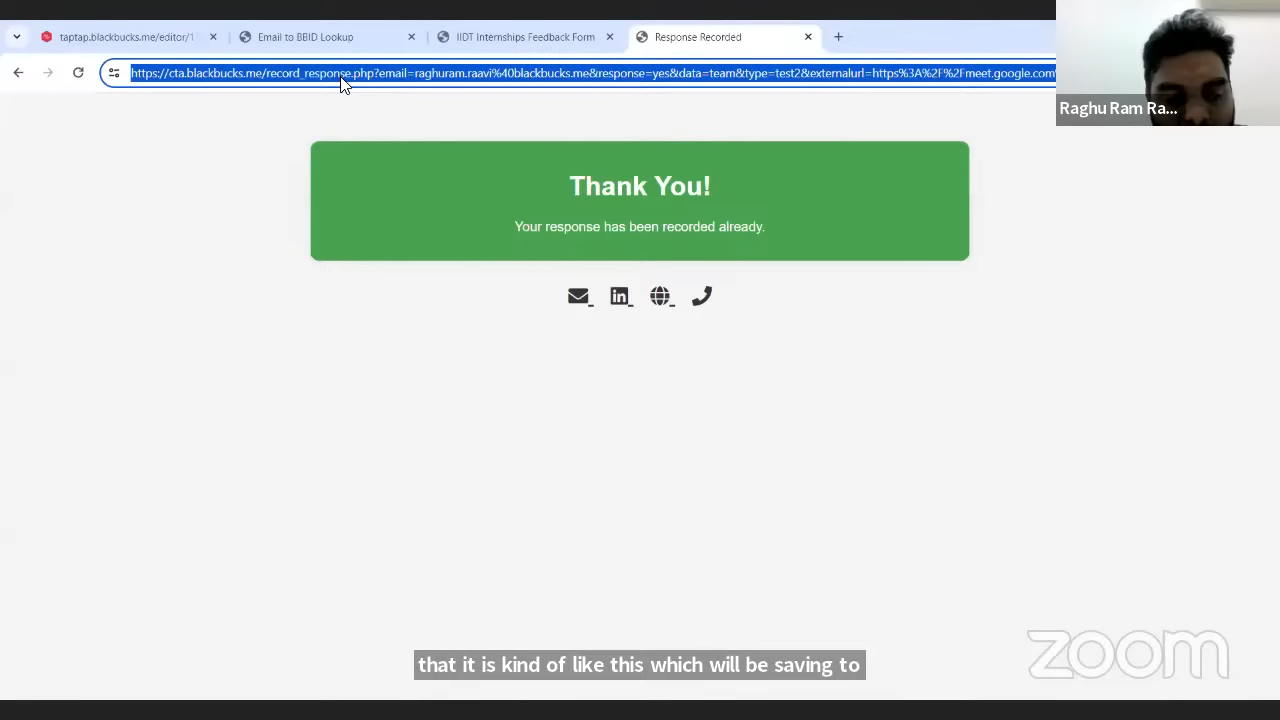 taptap.blackbucks.me/editor/1
Email to BBID Lookup
IIDT Internships Feedback Form
Response Recorded
https://cta.blackbucks.me/record_response.php?email=raghuram.raavi%40blackbucks.me&response=yes&data=team&type=test2&externalurl=https%3A%2F%2Fmeet.google.com
Raghu Ram Ra...
Thank You!
Your response has been recorded already.
that it is kind of like this which will be saving to
zoom